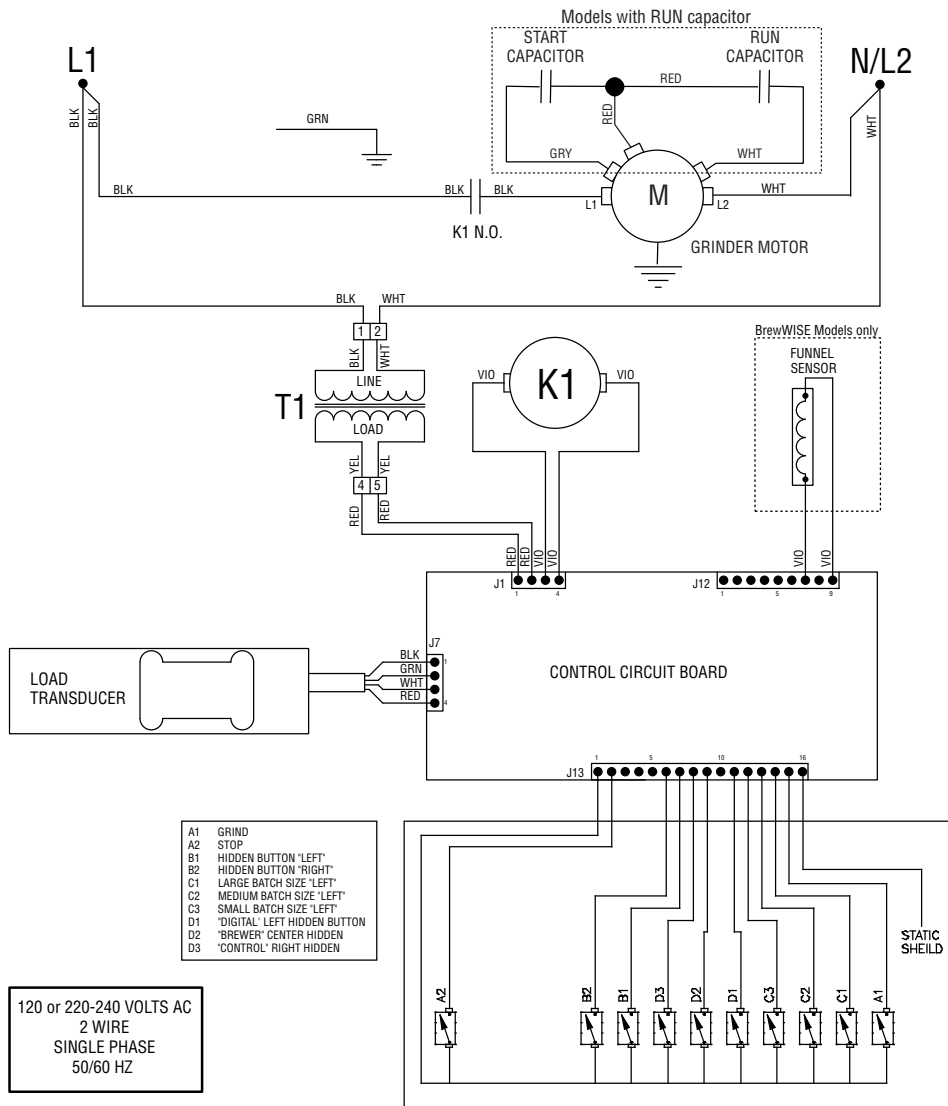 Models with RUN capacitor
START
CAPACITOR
RUN
CAPACITOR
L1
N/L2
RED
BLK
BLK
RED
WHT
GRN
GRY
WHT
BLK
BLK
BLK
L1
M
L2
WHT
K1 N.O.
GRINDER MOTOR
BLK
WHT
1 2
BLK
WHT
LINE
T1
LOAD
YEL
YEL
4 5
RED
RED
VIO
K1
VIO
BrewWISE Models only
FUNNEL
SENSOR
RED
RED
VIO
VIO
VIO
VIO
J1
1
4
J12
1
5
9
J7
LOAD
TRANSDUCER
BLK
GRN
WHT
RED
1
4
CONTROL CIRCUIT BOARD
J13
1
5
10
16
A1 GRIND
A2 STOP
B1 HIDDEN BUTTON "LEFT"
B2 HIDDEN BUTTON "RIGHT"
C1 LARGE BATCH SIZE "LEFT"
C2 MEDIUM BATCH SIZE "LEFT"
C3 SMALL BATCH SIZE "LEFT"
D1 "DIGITAL' LEFT HIDDEN BUTTON
D2 "BREWER" CENTER HIDDEN
D3 "CONTROL" RIGHT HIDDEN
STATIC
SHEILD
A2
B2
B1
D3
D2
D1
C3
C2
C1
A1
120 or 220-240 VOLTS AC
2 WIRE
SINGLE PHASE
50/60 HZ